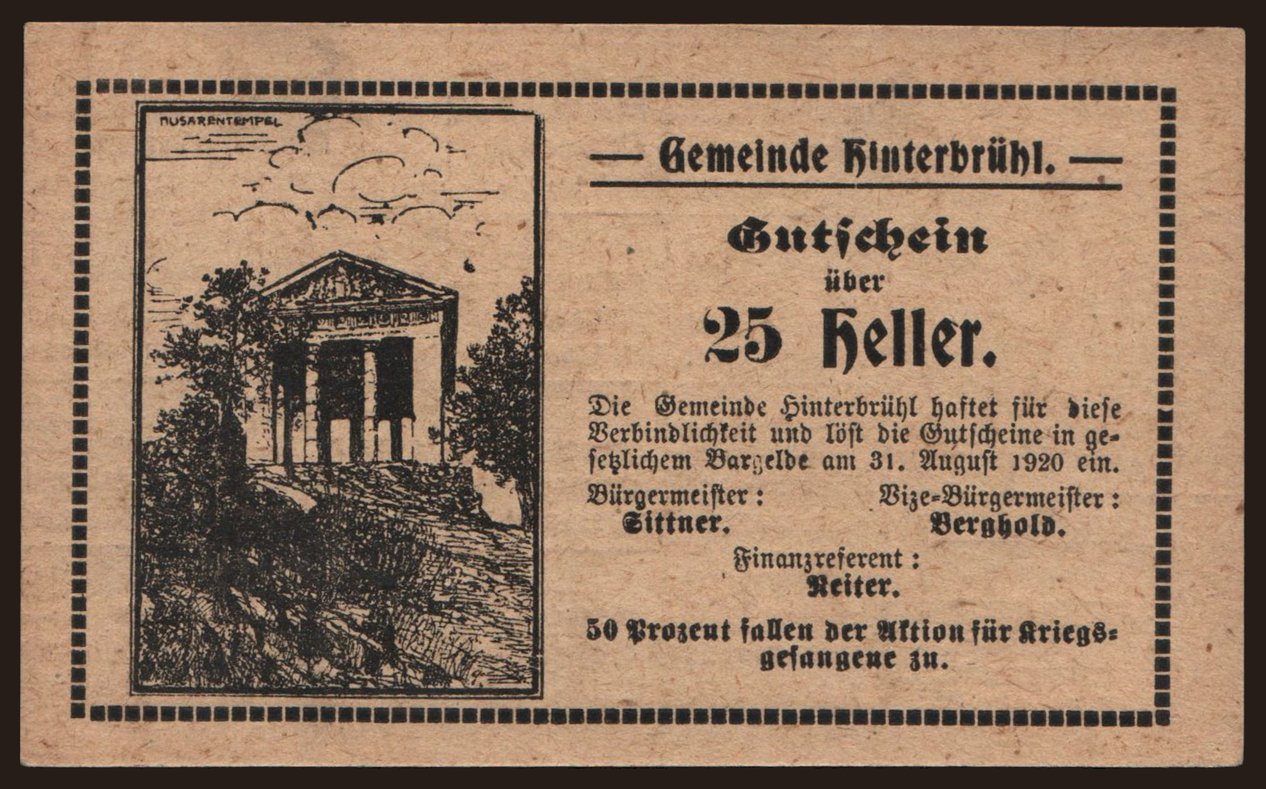 HUSARENTEMPEL
— Gemeinde Hinterbrühl. —
Gutschein
über
25 Heller.
Die Gemeinde Hinterbrühl haftet für diese
Verbindlichkeit und löst die Gutscheine in ge-
setzlichem Bargelde am 31. August 1920 ein.
Bürgermeister: Vize-Bürgermeister:
Sittner. Berghold.
Finanzreferent:
Reiter.
50 Prozent fallen der Aktion für Kriegs-
gefangene zu.